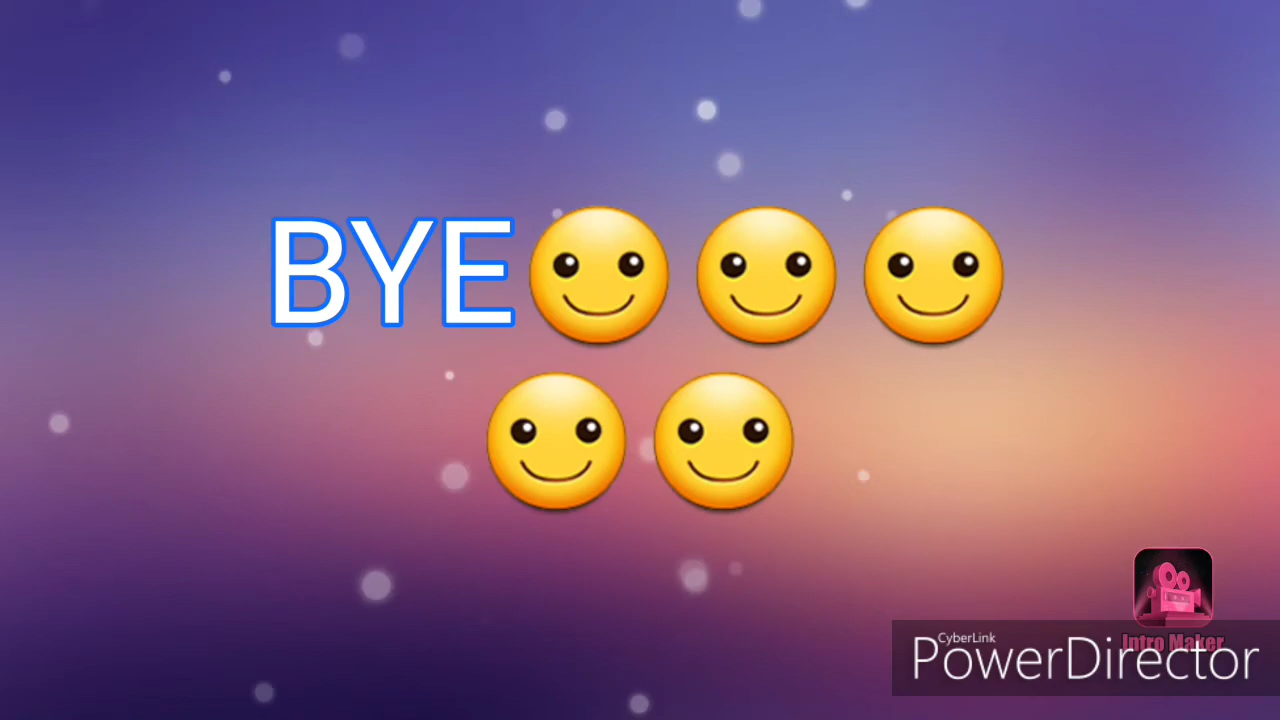 BYE🙂🙂🙂
🙂🙂
Intro Maker
CyberLink
PowerDirector